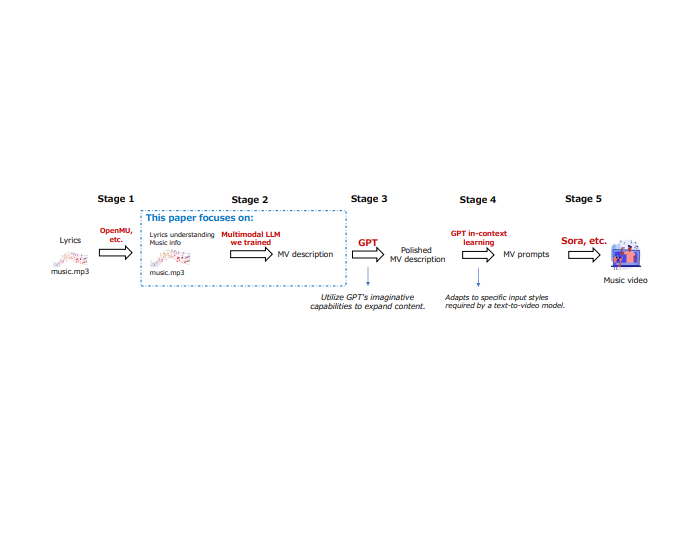 Stage 1
Stage 2
Stage 3
Stage 4
Stage 5
This paper focuses on:
Lyrics
music.mp3
OpenMU,
etc.
Lyrics understanding
Music info
music.mp3
Multimodal LLM
we trained
MV description
GPT
Polished
MV description
GPT in-context
learning
MV prompts
Sora, etc.
Music video
Utilize GPT's imaginative
capabilities to expand content.
Adapts to specific input styles
required by a text-to-video model.